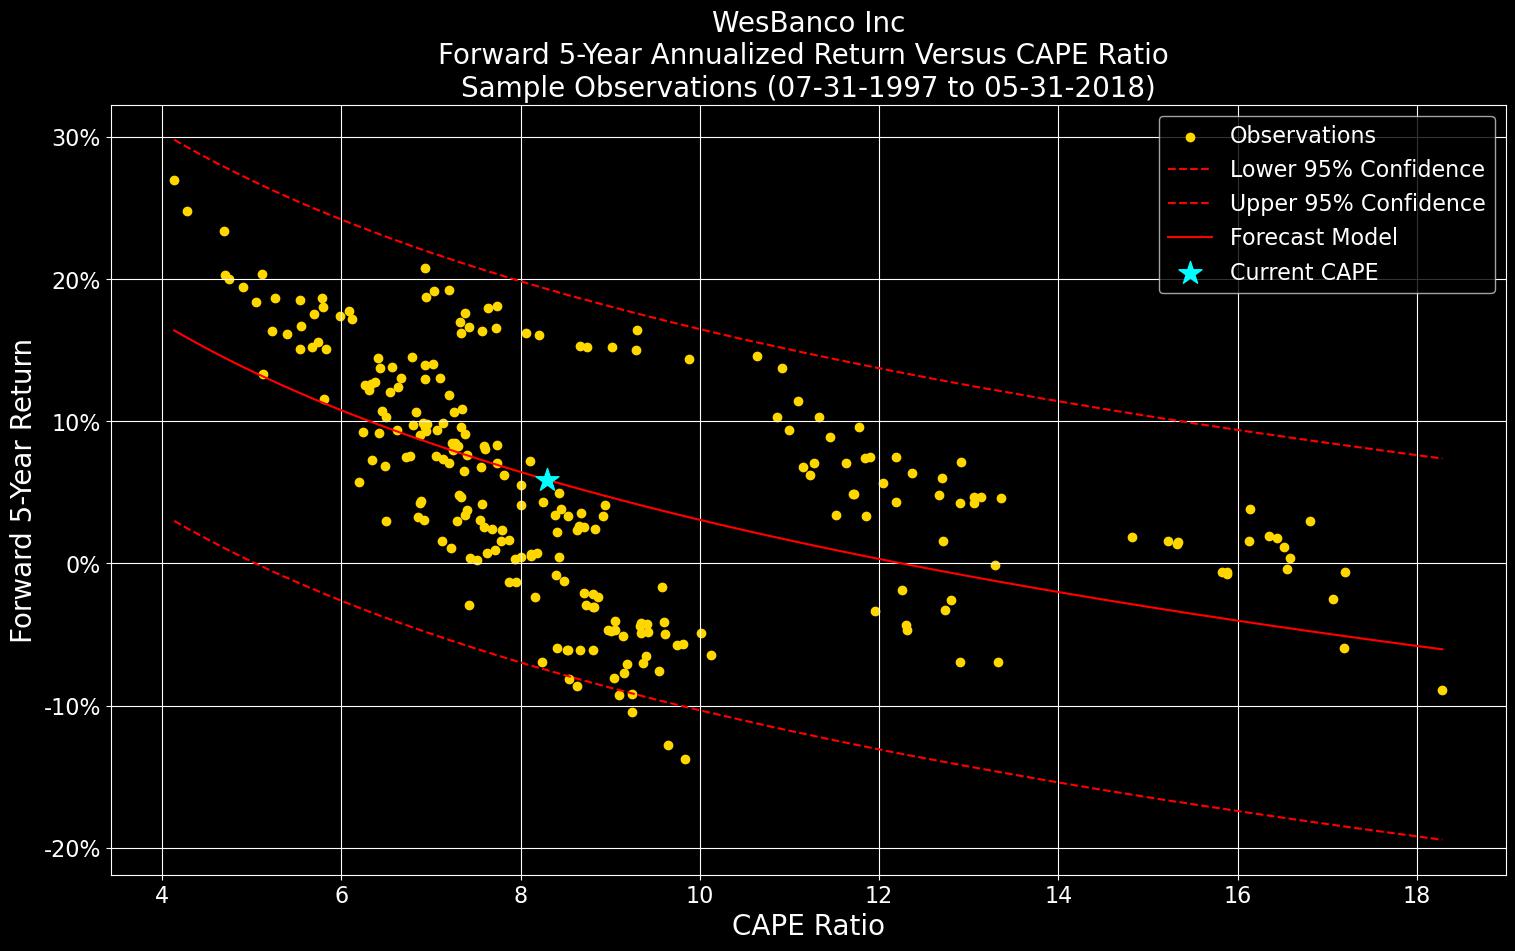 WesBanco Inc
Forward 5-Year Annualized Return Versus CAPE Ratio
Sample Observations (07-31-1997 to 05-31-2018)
Observations
Lower 95% Confidence
Upper 95% Confidence
Forecast Model
Current CAPE
Forward 5-Year Return
30%
20%
10%
0%
-10%
-20%
4 6 8 10 12 14 16 18
CAPE Ratio